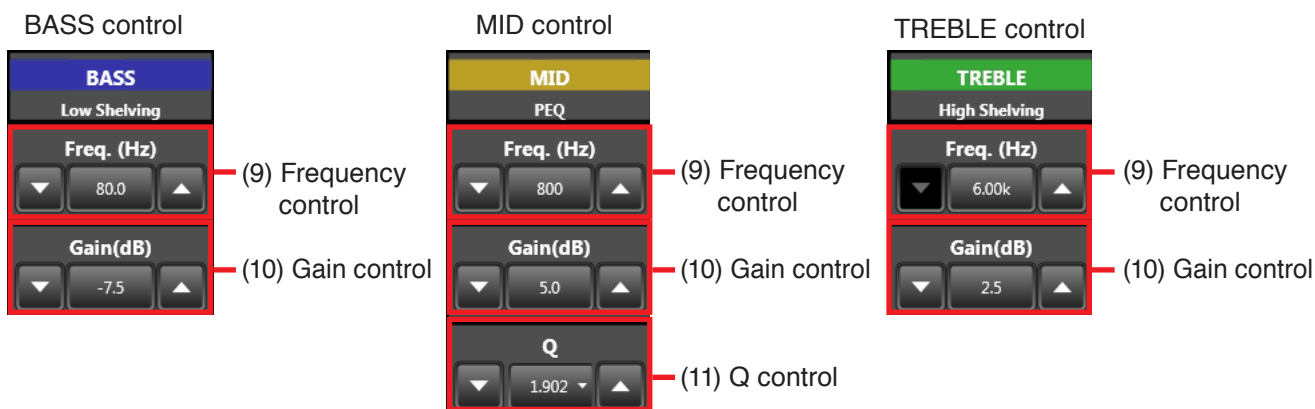 BASS control
BASS
Low Shelving
Freq. (Hz)
80.0
(9) Frequency
control
Gain(dB)
-7.5
(10) Gain control
MID control
MID
PEQ
Freq. (Hz)
800
(9) Frequency
control
Gain(dB)
5.0
(10) Gain control
Q
1.902
(11) Q control
TREBLE control
TREBLE
High Shelving
Freq. (Hz)
6.00k
(9) Frequency
control
Gain(dB)
2.5
(10) Gain control